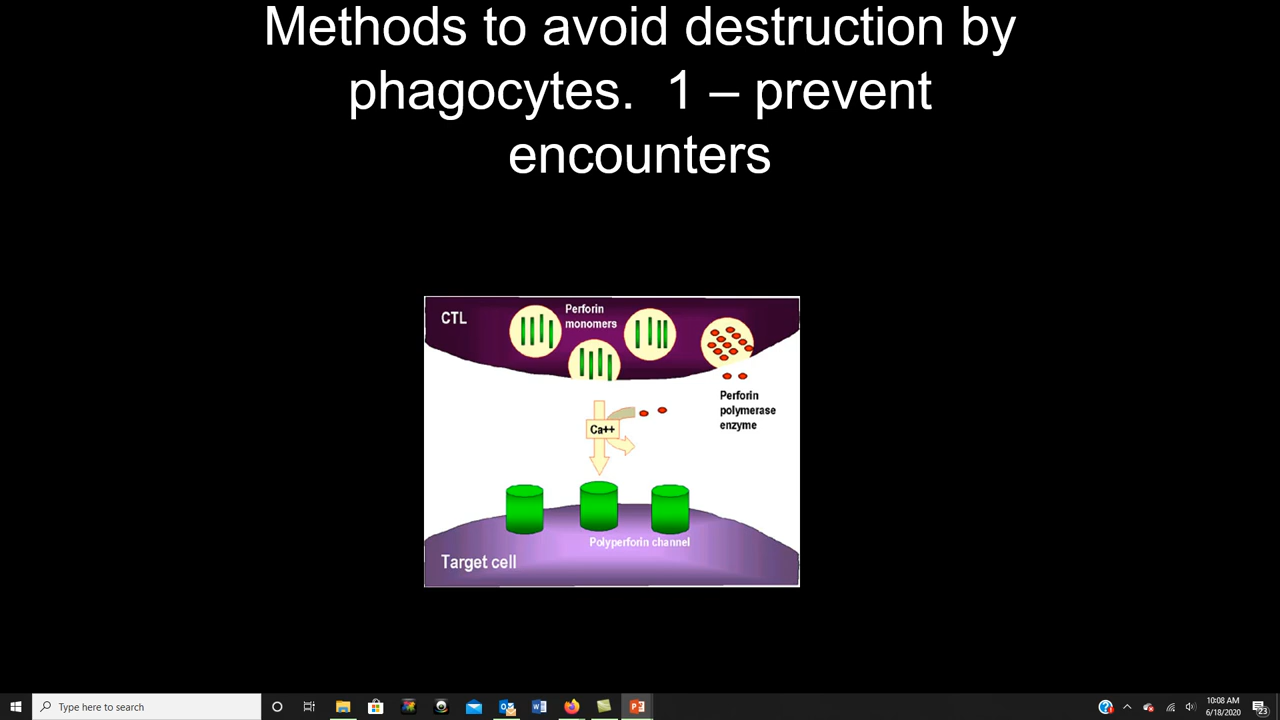 Methods to avoid destruction by
phagocytes.  1 – prevent
encounters
CTL
Perforin
monomers
Perforin
polymerase
enzyme
Ca++
Polyperforin channel
Target cell
Type here to search
10:08 AM
6/18/2020
23